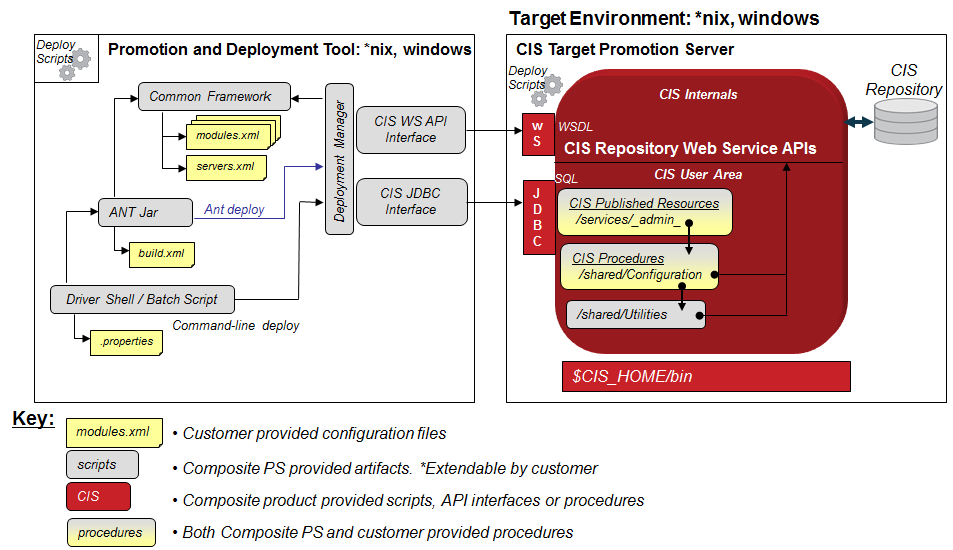 Target Environment: *nix, windows
Deploy
Scripts
Promotion and Deployment Tool: *nix, windows
Common Framework
modules.xml
servers.xml
ANT Jar
Ant deploy
build.xml
Driver Shell / Batch Script
Command-line deploy
.properties
Deployment Manager
CIS WS API
Interface
CIS JDBC
Interface
CIS Target Promotion Server
Deploy
Scripts
CIS Internals
CIS
Repository
W
S
WSDL
CIS Repository Web Service APIs
CIS User Area
SQL
J
D
B
C
CIS Published Resources
/services/_admin_
CIS Procedures
/shared/Configuration
/shared/Utilities
$CIS_HOME/bin
Key:
modules.xml
• Customer provided configuration files
scripts
• Composite PS provided artifacts. *Extendable by customer
CIS
• Composite product provided scripts, API interfaces or procedures
procedures
• Both Composite PS and customer provided procedures